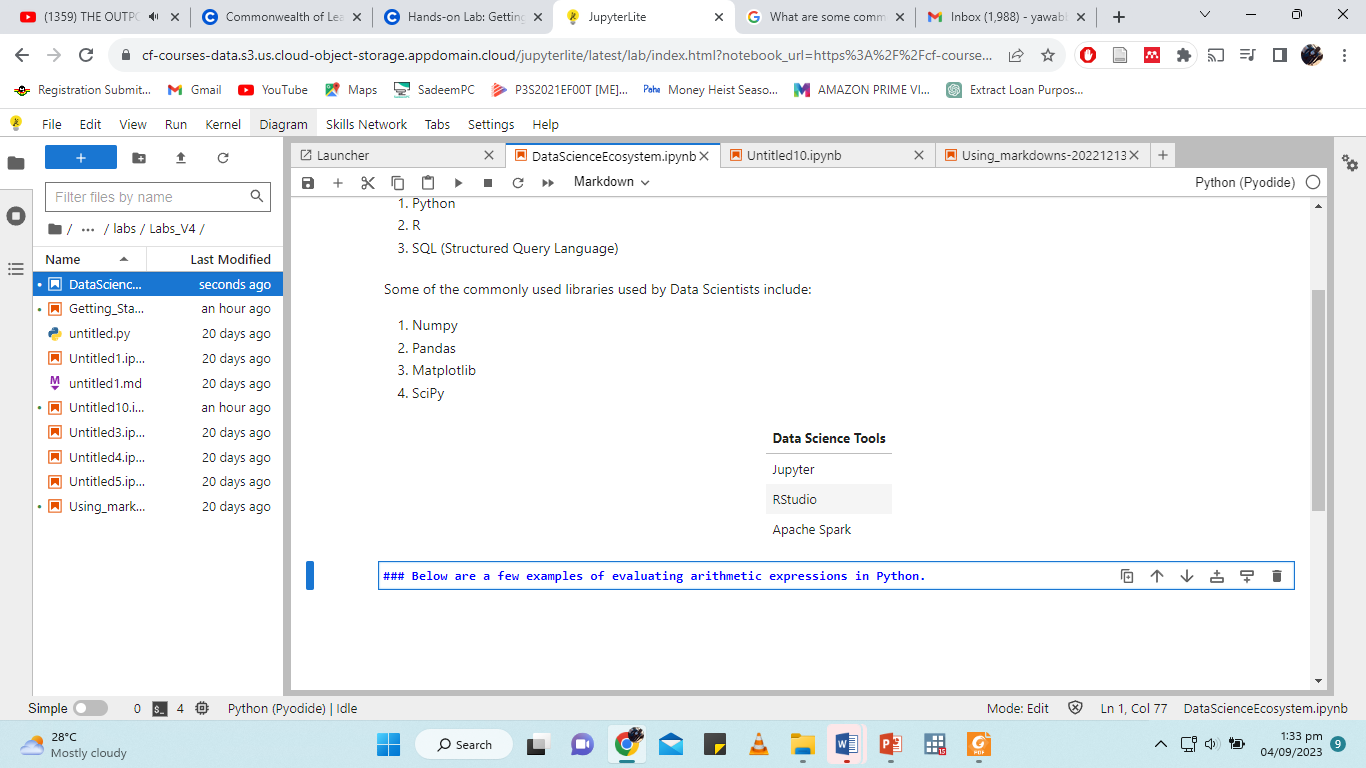 (1359) THE OUTPO
Commonwealth of Lea
Hands-on Lab: Getting
JupyterLite
What are some comm
Inbox (1,988) - yawabl
cf-courses-data.s3.us.cloud-object-storage.appdomain.cloud/jupyterlite/latest/lab/index.html?notebook_url=https%3A%2F%2Fcf-course...
Registration Submit... Gmail YouTube Maps SadeemPC P3S2021EF00T [ME]... Pahe Money Heist Seaso... AMAZON PRIME VI... Extract Loan Purpos...
File Edit View Run Kernel Diagram Skills Network Tabs Settings Help
Launcher
DataScienceEcosystem.ipynb
Untitled10.ipynb
Using_markdowns-20221213
Markdown
Python (Pyodide)
Filter files by name
/ ... / labs / Labs_V4 /
Name Last Modified
DataScienc... seconds ago
Getting_Sta... an hour ago
untitled.py 20 days ago
Untitled1.ip... 20 days ago
untitled1.md 20 days ago
Untitled10.i... an hour ago
Untitled3.ip... 20 days ago
Untitled4.ip... 20 days ago
Untitled5.ip... 20 days ago
Using_mark... 20 days ago
1. Python
2. R
3. SQL (Structured Query Language)
Some of the commonly used libraries used by Data Scientists include:
1. Numpy
2. Pandas
3. Matplotlib
4. SciPy
Data Science Tools
Jupyter
RStudio
Apache Spark
### Below are a few examples of evaluating arithmetic expressions in Python.
Simple 0 4 Python (Pyodide) | Idle Mode: Edit Ln 1, Col 77 DataScienceEcosystem.ipynb
28°C
Mostly cloudy
Search
1:33 pm
04/09/2023
9